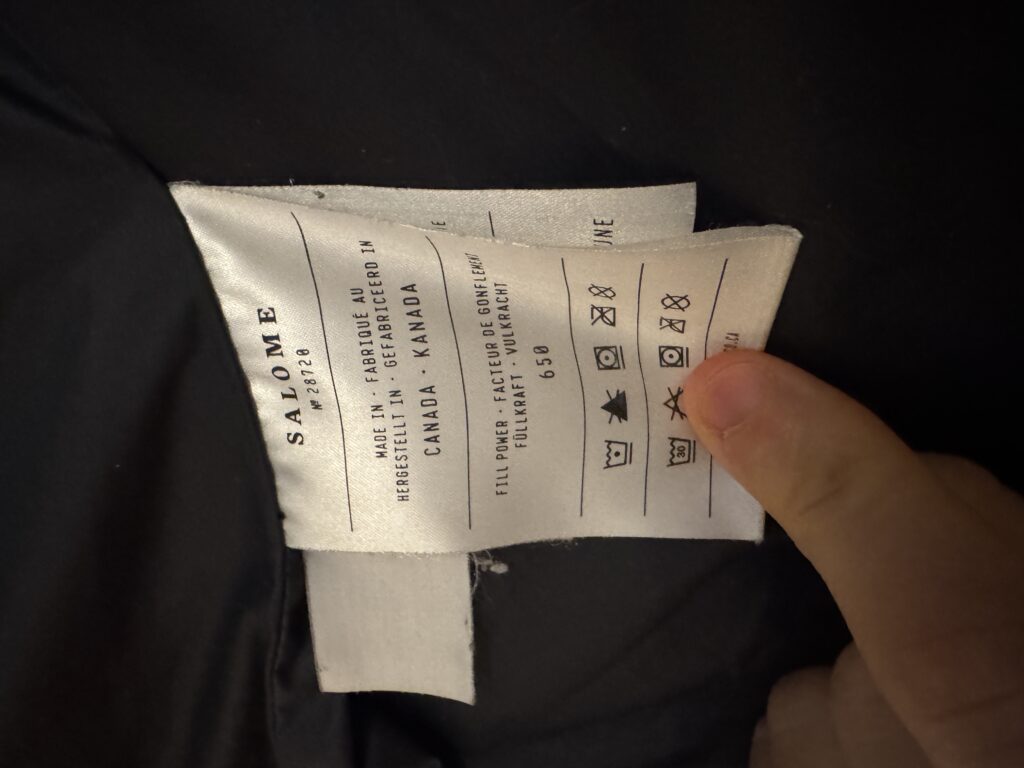 SALOME
Nº 28720
MADE IN · FABRIQUÉ AU
HERGESTELLT IN · GEFABRICEERD IN
CANADA · KANADA
FILL POWER · FACTEUR DE GONFLEMENT
FÜLLKRAFT · VULKRACHT
650
30